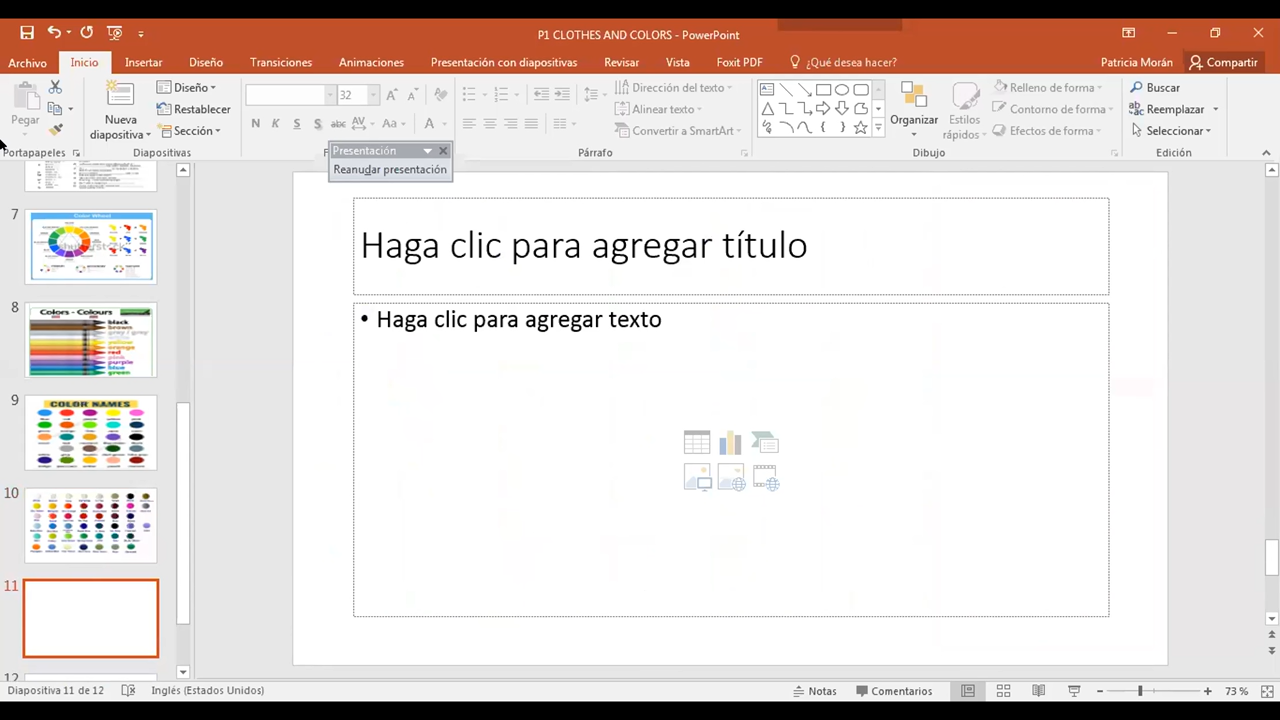 P1 CLOTHES AND COLORS - PowerPoint
Archivo Inicio Insertar Diseño Transiciones Animaciones Presentación con diapositivas Revisar Vista Foxit PDF ¿Qué desea hacer? Patricia Morán Compartir
Pegar
Portapapeles
Nueva
diapositiva
Diseño
Restablecer
Sección
Diapositivas
32
N K S S abc AV Aa A
Presentación
Reanudar presentación
Dirección del texto
Alinear texto
Convertir a SmartArt
Párrafo
Organizar
Estilos
rápidos
Relleno de forma
Contorno de forma
Efectos de forma
Dibujo
Buscar
Reemplazar
Seleccionar
Edición
7
Color Wheel
8
Colors - Colours
black
brown
grey / gray
yellow
orange
red
pink
purple
blue
green
9
COLOR NAMES
10
11
12
Haga clic para agregar título
• Haga clic para agregar texto
Diapositiva 11 de 12 Inglés (Estados Unidos) Notas Comentarios 73 %